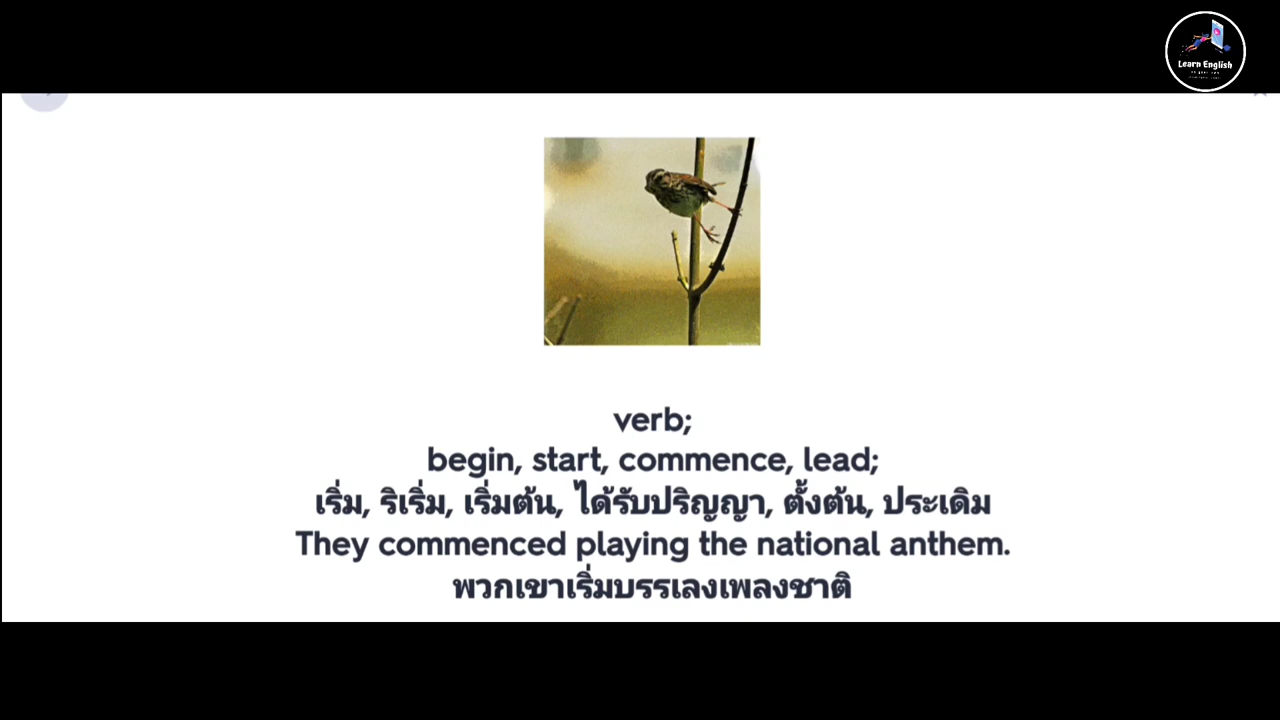 Learn English
verb;
begin, start, commence, lead;
เริ่ม, ริเริ่ม, เริ่มต้น, ได้รับปริญญา, ตั้งต้น, ประเดิม
They commenced playing the national anthem.
พวกเขาเริ่มบรรเลงเพลงชาติ